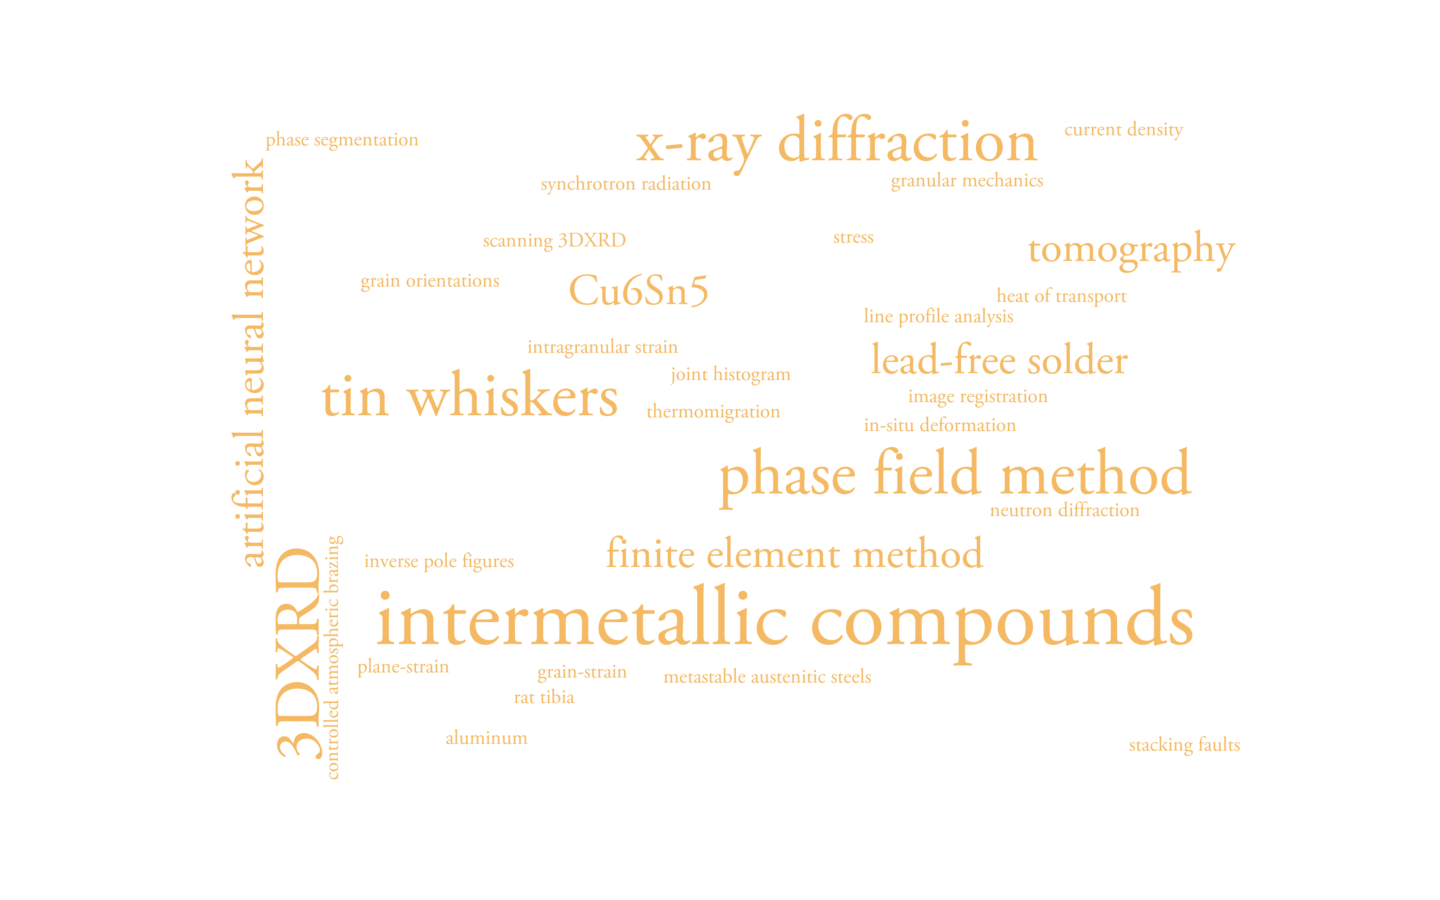 phase segmentation
x-ray diffraction
current density
synchrotron radiation
granular mechanics
artificial neural network
scanning 3DXRD
stress
tomography
grain orientations
Cu6Sn5
heat of transport
line profile analysis
intragranular strain
lead-free solder
joint histogram
tin whiskers
image registration
thermomigration
in-situ deformation
phase field method
neutron diffraction
3DXRD
controlled atmospheric brazing
inverse pole figures
finite element method
intermetallic compounds
plane-strain
grain-strain
metastable austenitic steels
rat tibia
aluminum
stacking faults